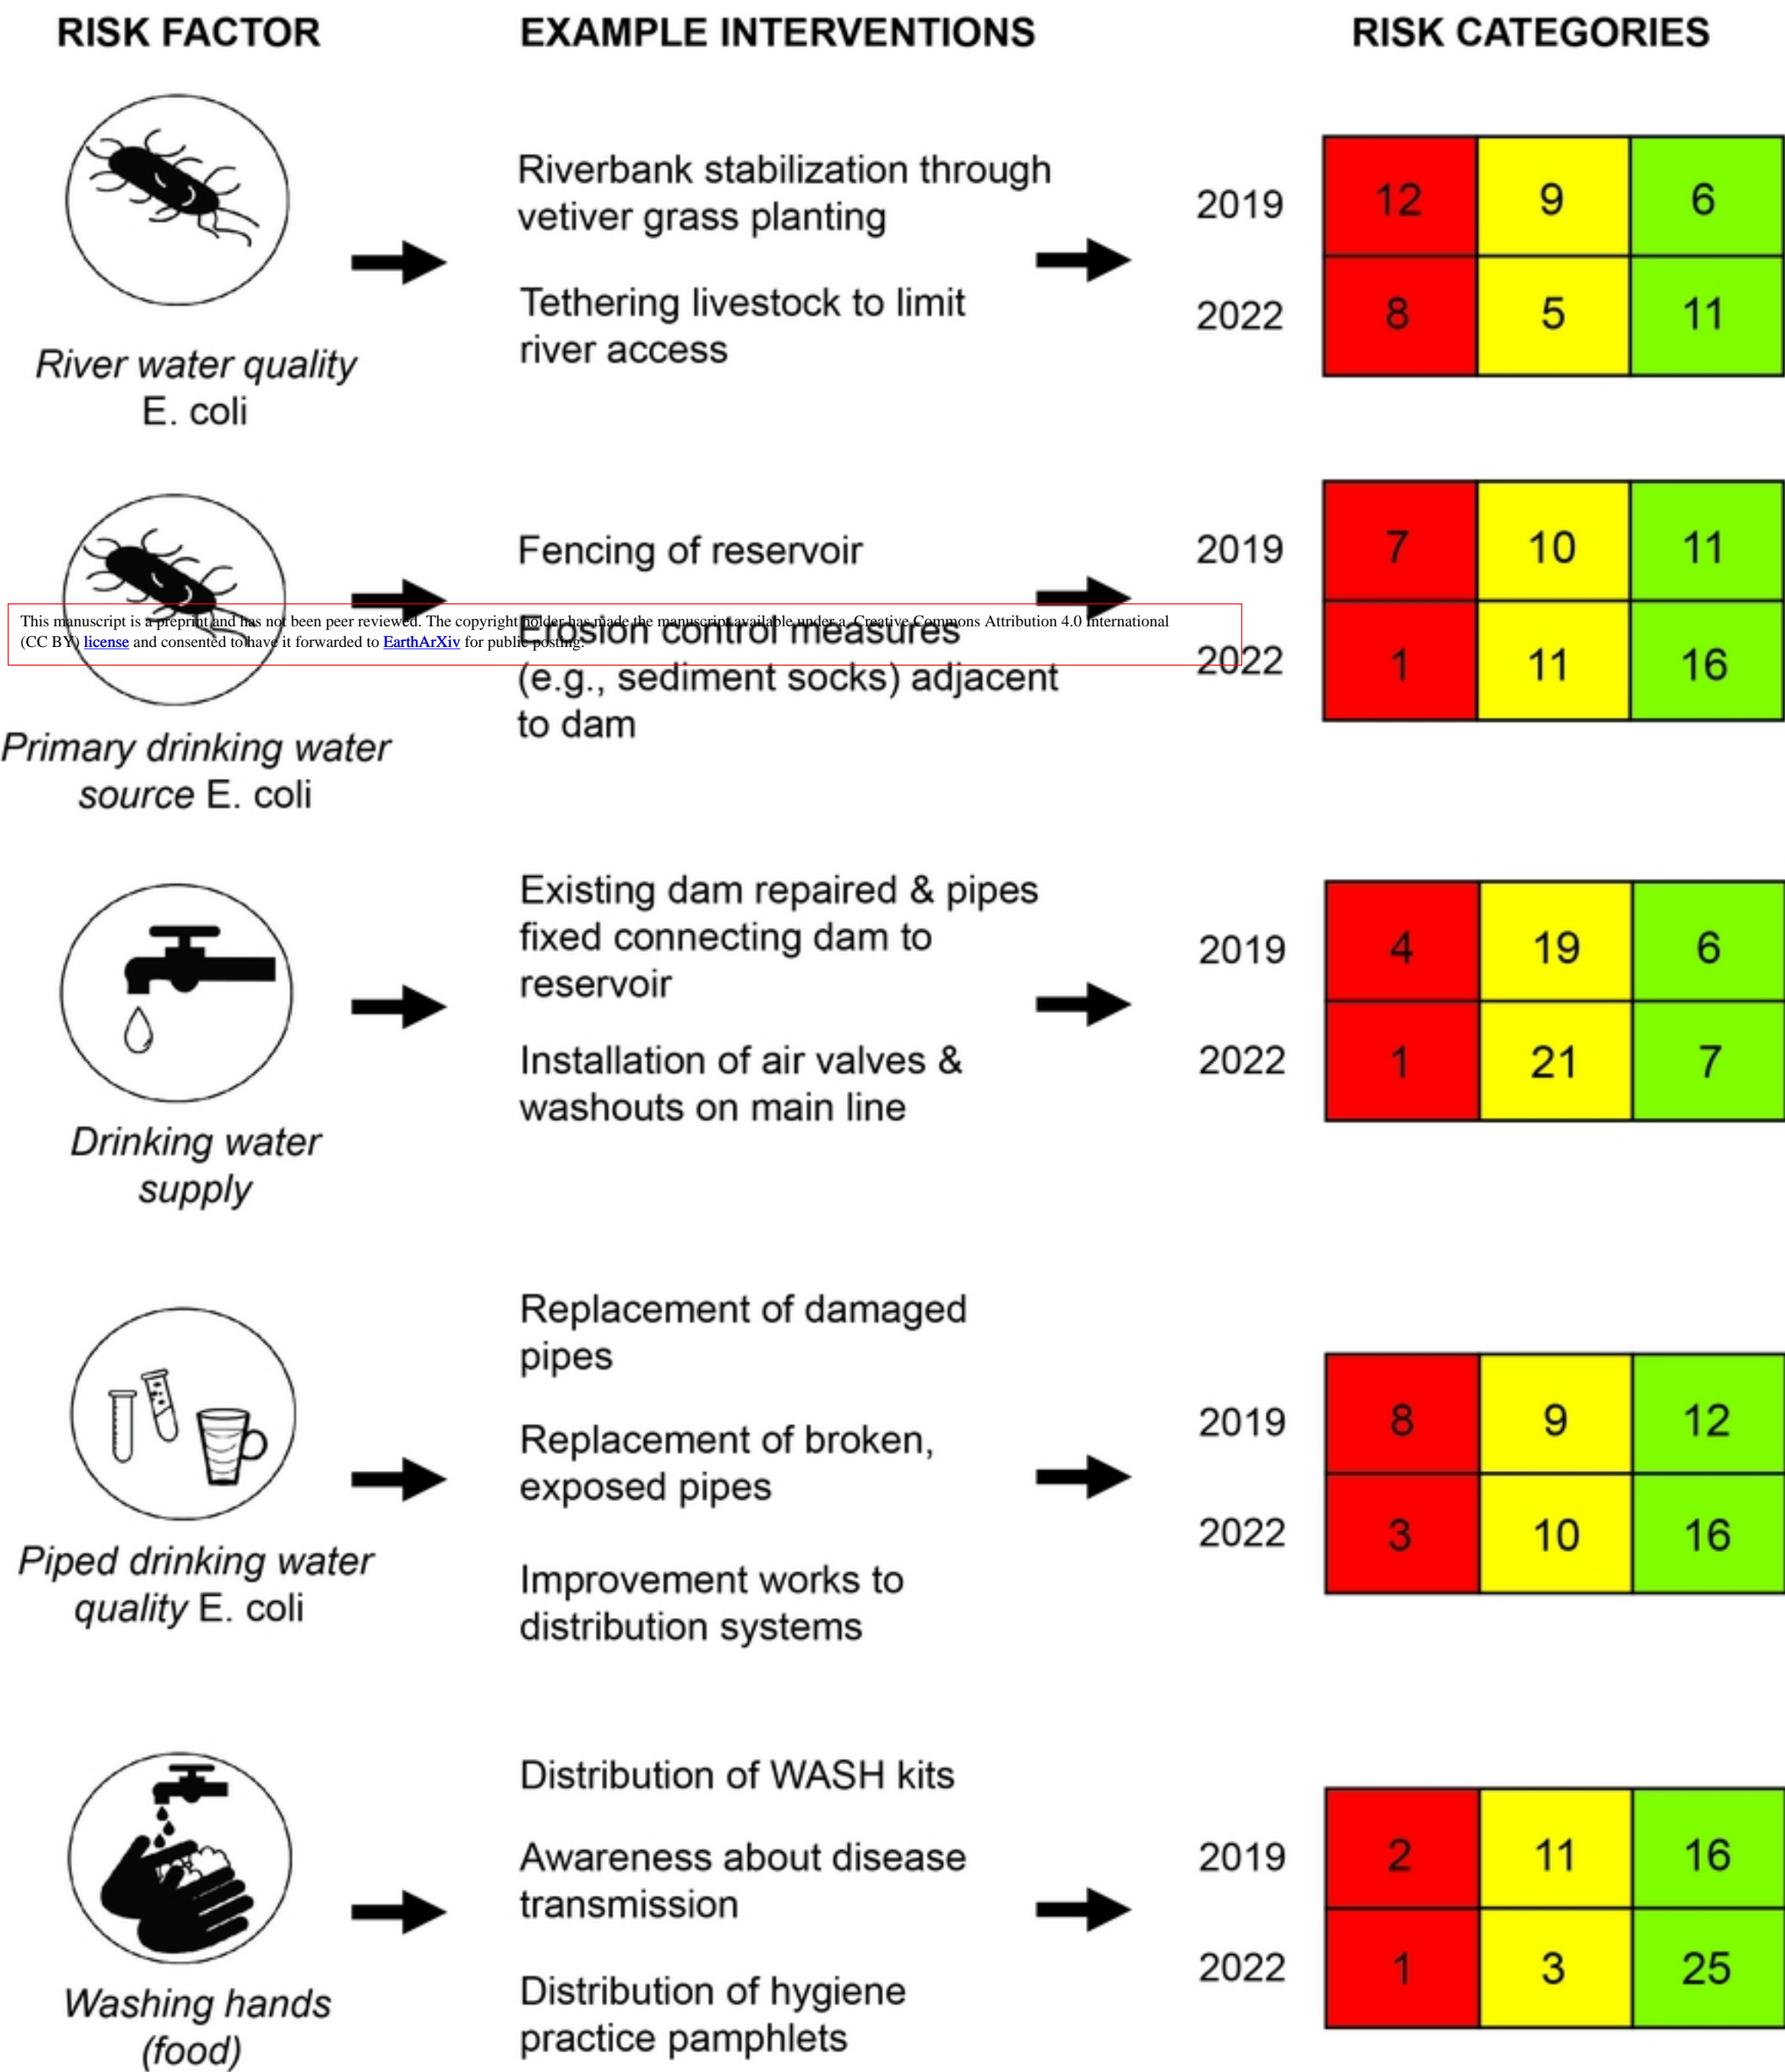 RISK FACTOR
EXAMPLE INTERVENTIONS
RISK CATEGORIES
River water quality
E. coli
Riverbank stabilization through
vetiver grass planting
Tethering livestock to limit
river access
2019
12 9 6
2022
8 5 11
Primary drinking water
source E. coli
Fencing of reservoir
Erosion control measures
(e.g., sediment socks) adjacent
to dam
2019
7 10 11
2022
1 11 16
This manuscript is a preprint and has not been peer reviewed. The copyright holder has made the manuscript available under a Creative Commons Attribution 4.0 International
(CC BY) license and consented to have it forwarded to EarthArXiv for public posting.
Drinking water
supply
Existing dam repaired & pipes
fixed connecting dam to
reservoir
Installation of air valves &
washouts on main line
2019
4 19 6
2022
1 21 7
Piped drinking water
quality E. coli
Replacement of damaged
pipes
Replacement of broken,
exposed pipes
Improvement works to
distribution systems
2019
8 9 12
2022
3 10 16
Washing hands
(food)
Distribution of WASH kits
Awareness about disease
transmission
Distribution of hygiene
practice pamphlets
2019
2 11 16
2022
1 3 25